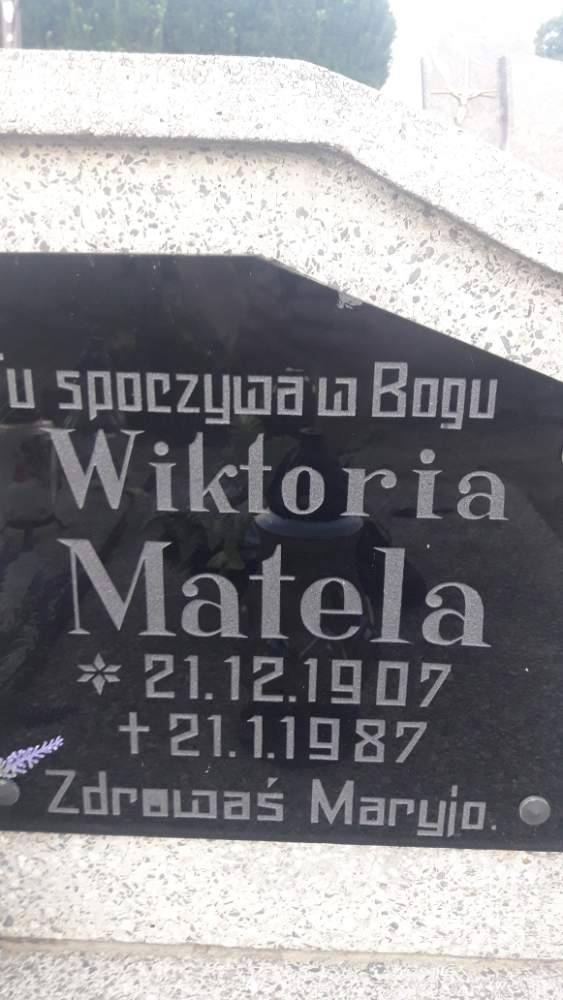 Tu spoczywa w Bogu
Wiktoria
Matela
* 21.12.1907
† 21.1.1987
Zdrowaś Maryjo.